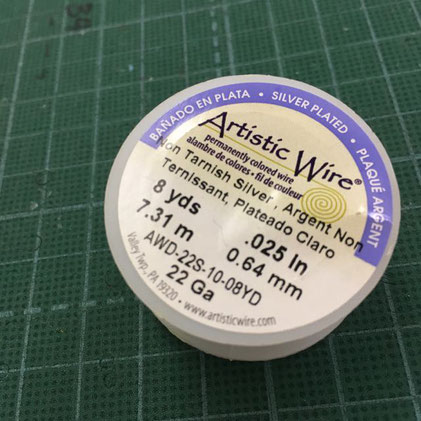 BAÑADO EN PLATA • SILVER PLATED • PLAQUÉ ARGENT
Artistic Wire®
permanently colored wire
alambre de colores • fil de couleur
Non Tarnish Silver, Argent Non
Ternissant, Plateado Claro
8 yds .025 In
7.31 m 0.64 mm
AWD-22S-10-08YD
22 Ga
Valley Twp., PA 19320 • www.artisticwire.com